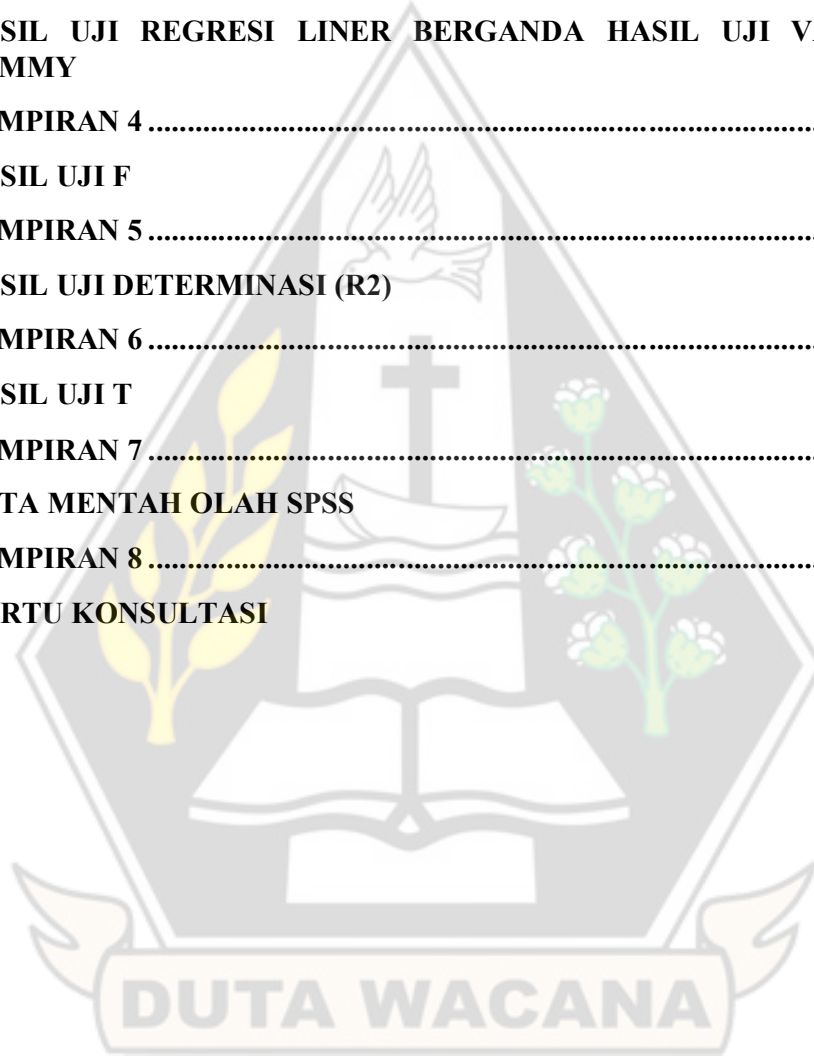 SIL UJI REGRESI LINER BERGANDA HASIL UJI VA
MMY
MPIRAN 4 ........................................................................................
SIL UJI F
MPIRAN 5 ........................................................................................
SIL UJI DETERMINASI (R2)
MPIRAN 6 ........................................................................................
SIL UJI T
MPIRAN 7 ........................................................................................
TA MENTAH OLAH SPSS
MPIRAN 8 ........................................................................................
RTU KONSULTASI
DUTA WACANA